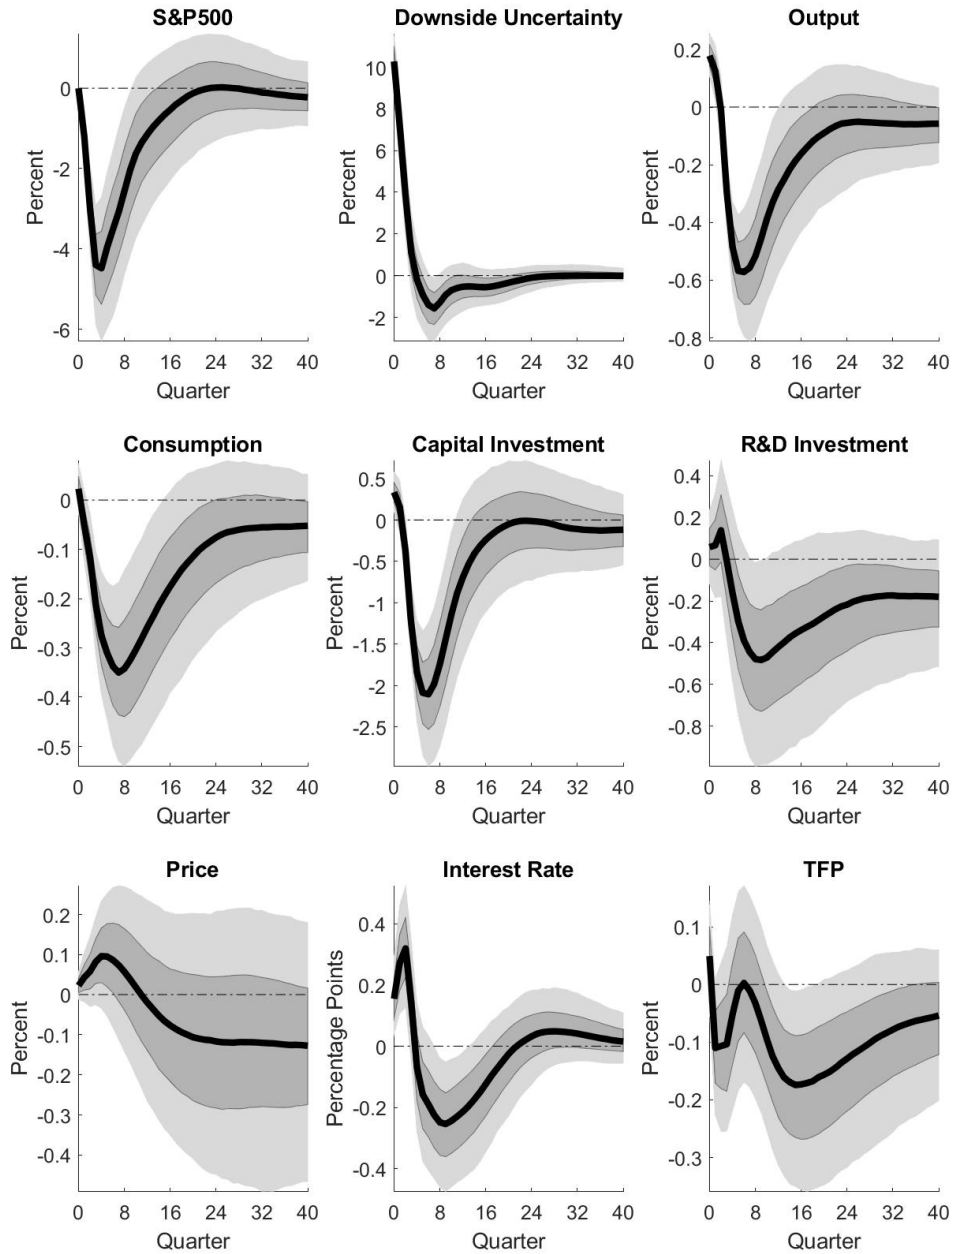 S&P500
Downside Uncertainty
Output
0
-2
-4
-6
Percent
0 8 16 24 32 40
Quarter
10
8
6
4
2
0
-2
Percent
0 8 16 24 32 40
Quarter
0.2
0
-0.2
-0.4
-0.6
-0.8
Percent
0 8 16 24 32 40
Quarter
Consumption
Capital Investment
R&D Investment
0
-0.1
-0.2
-0.3
-0.4
-0.5
Percent
0 8 16 24 32 40
Quarter
0.5
0
-0.5
-1
-1.5
-2
-2.5
Percent
0 8 16 24 32 40
Quarter
0.4
0.2
0
-0.2
-0.4
-0.6
-0.8
Percent
0 8 16 24 32 40
Quarter
Price
Interest Rate
TFP
0.2
0.1
0
-0.1
-0.2
-0.3
-0.4
Percent
0 8 16 24 32 40
Quarter
0.4
0.2
0
-0.2
-0.4
Percentage Points
0 8 16 24 32 40
Quarter
0.1
0
-0.1
-0.2
-0.3
Percent
0 8 16 24 32 40
Quarter